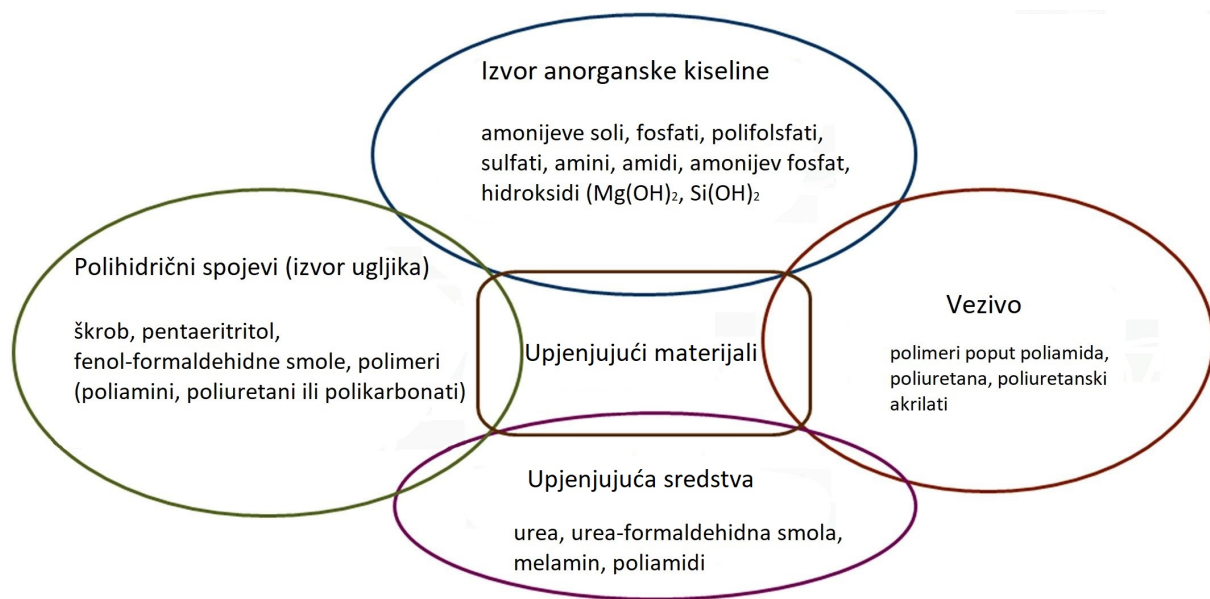 Izvor anorganske kiseline
amonijeve soli, fosfati, polifolsfati,
sulfati, amini, amidi, amonijev fosfat,
hidroksidi (Mg(OH)₂, Si(OH)₂
Polihidrični spojevi (izvor ugljika)
škrob, pentaeritritol,
fenol-formaldehidne smole, polimeri
(poliamini, poliuretani ili polikarbonati)
Upjenjujući materijali
Vezivo
polimeri poput poliamida,
poliuretana, poliuretanski
akrilati
Upjenjujuća sredstva
urea, urea-formaldehidna smola,
melamin, poliamidi